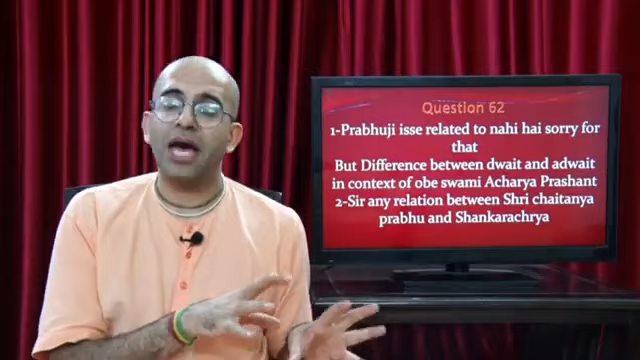 Question 62
1-Prabhuji isse related to nahi hai sorry for
that
But Difference between dwait and adwait
in context of obe swami Acharya Prashant
2-Sir any relation between Shri chaitanya
prabhu and Shankarachrya